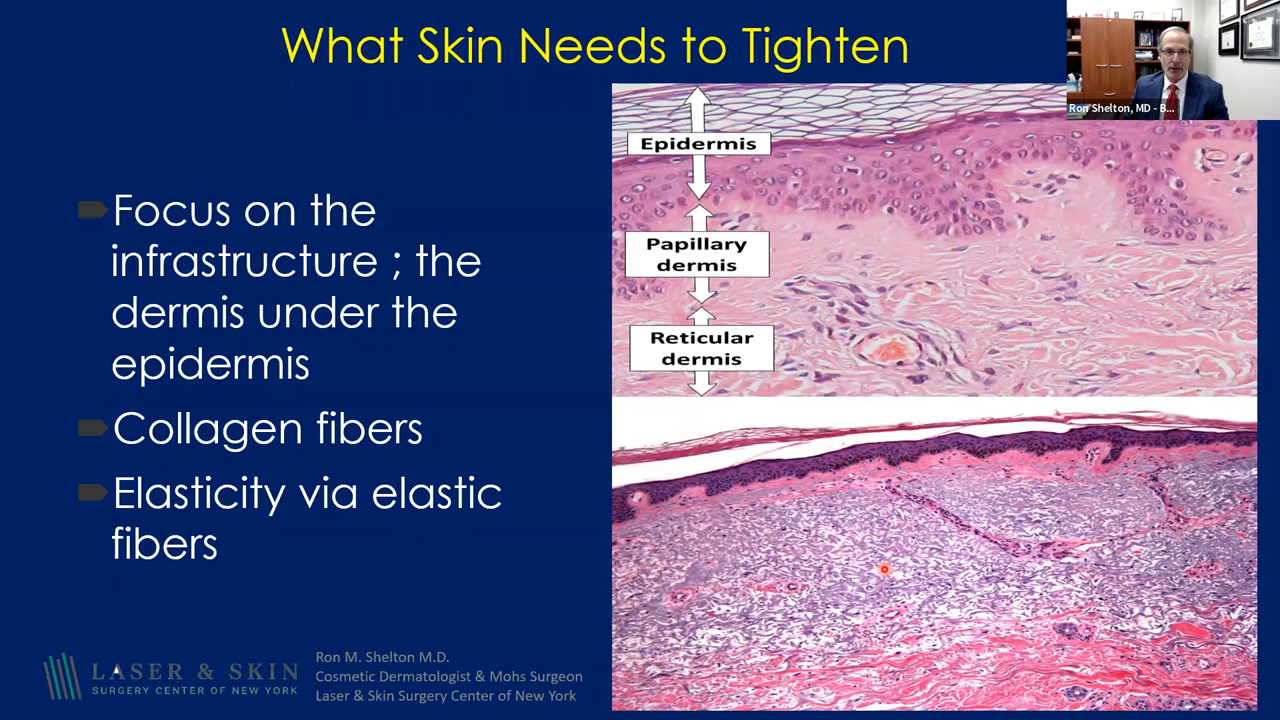 What Skin Needs to Tighten
Ron Shelton, MD - B...
Focus on the
infrastructure ; the
dermis under the
epidermis
Collagen fibers
Elasticity via elastic
fibers
Epidermis
Papillary
dermis
Reticular
dermis
LASER & SKIN
SURGERY CENTER OF NEW YORK
Ron M. Shelton M.D.
Cosmetic Dermatologist & Mohs Surgeon
Laser & Skin Surgery Center of New York